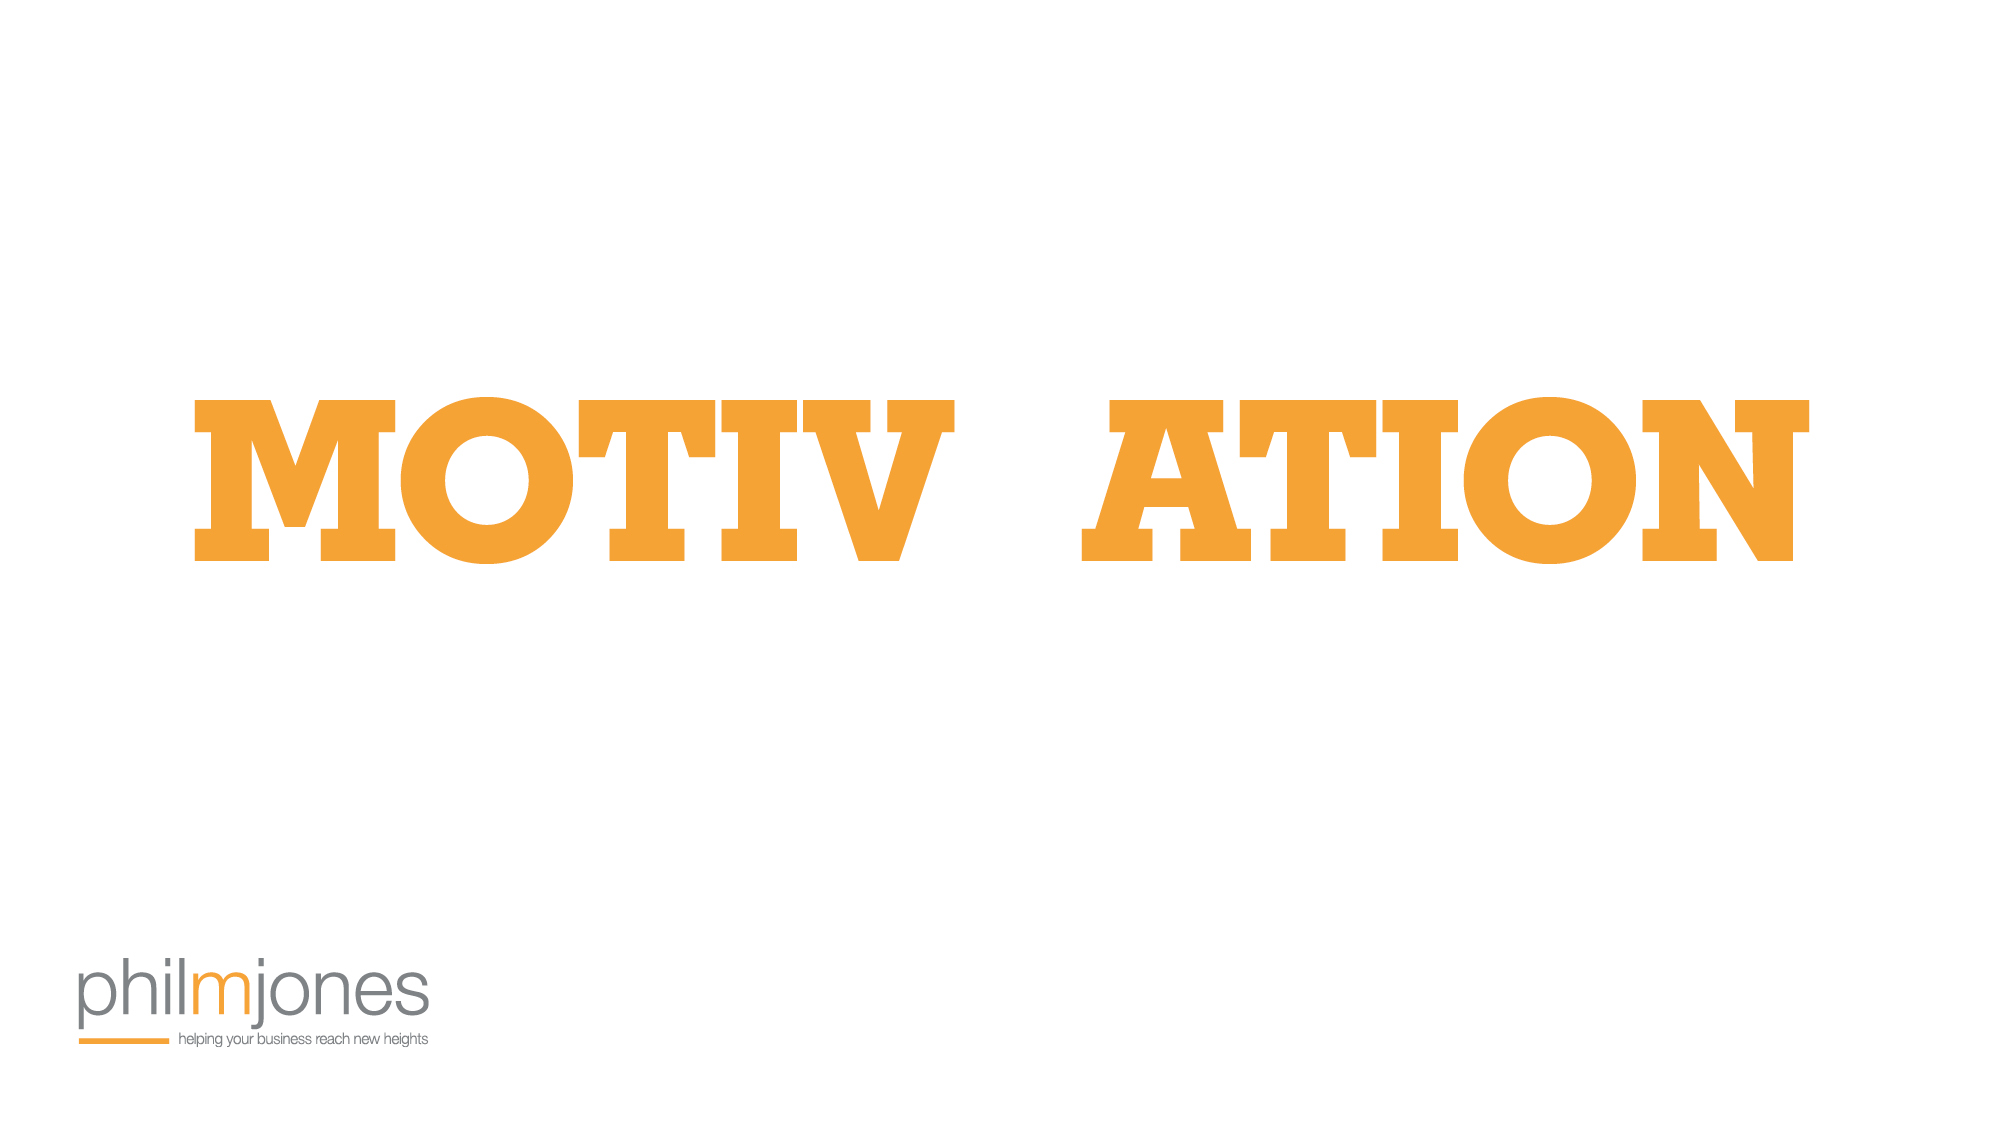 MOTIV ATION
philmjones
helping your business reach new heights